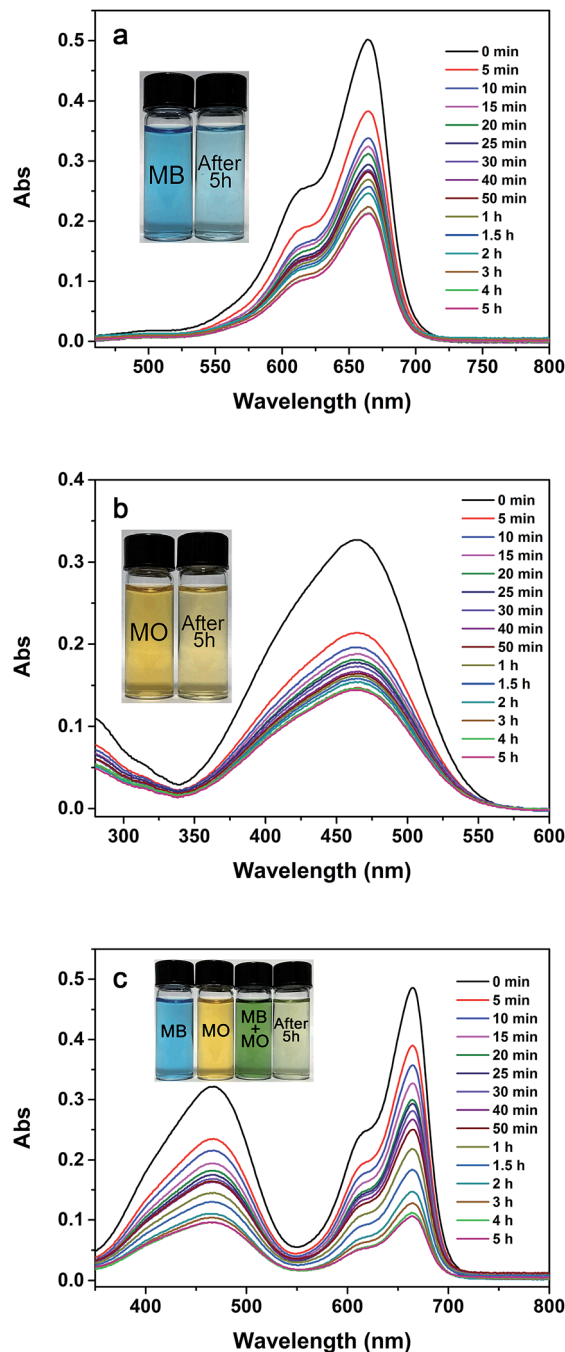 a
0.5
0.4
0.3
0.2
0.1
0.0
Abs
MB
After
5h
0 min
5 min
10 min
15 min
20 min
25 min
30 min
40 min
50 min
1 h
1.5 h
2 h
3 h
4 h
5 h
500 550 600 650 700 750 800
Wavelength (nm)
b
0.4
0.3
0.2
0.1
0.0
Abs
MO
After
5h
0 min
5 min
10 min
15 min
20 min
25 min
30 min
40 min
50 min
1 h
1.5 h
2 h
3 h
4 h
5 h
300 350 400 450 500 550 600
Wavelength (nm)
c
0.5
0.4
0.3
0.2
0.1
0.0
Abs
MB
MO
MB
+
MO
After
5h
0 min
5 min
10 min
15 min
20 min
25 min
30 min
40 min
50 min
1 h
1.5 h
2 h
3 h
4 h
5 h
400 500 600 700 800
Wavelength (nm)